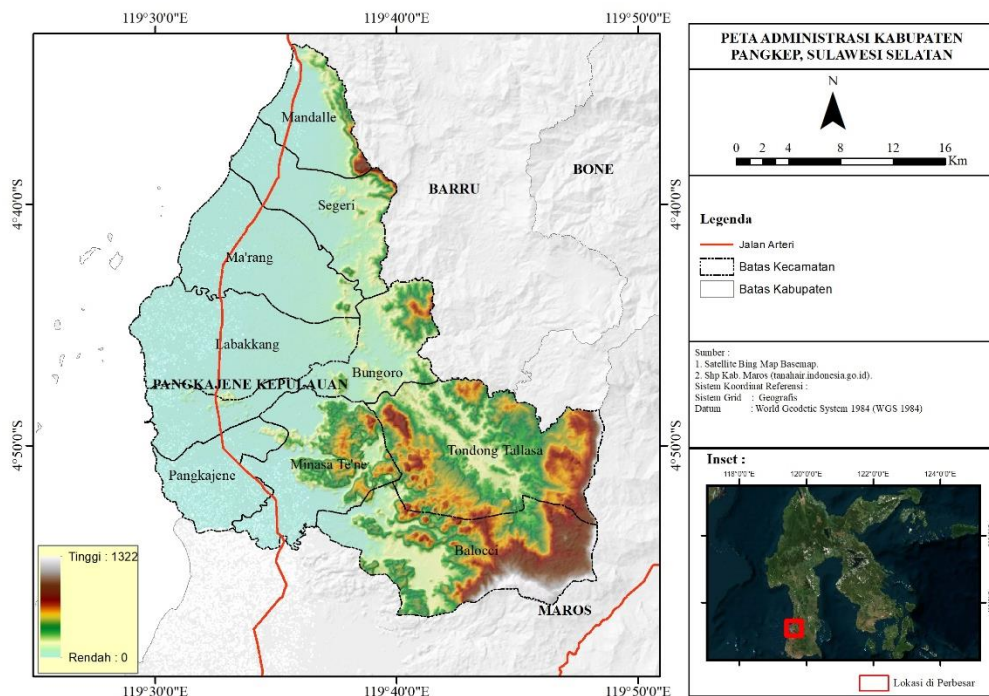 119°30'0"E
119°40'0"E
119°50'0"E
4°40'0"S
4°50'0"S
4°40'0"S
4°50'0"S
Mandalle
BONE
BARRU
Segeri
Ma'rang
Labakkang
Bungoro
PANGKAJENE KEPULAUAN
Tondong Tallasa
Minasa Te'ne
Pangkajene
Balocci
MAROS
Tinggi : 1322
Rendah : 0
119°30'0"E
119°40'0"E
119°50'0"E
PETA ADMINISTRASI KABUPATEN
PANGKEP, SULAWESI SELATAN
N
0 2 4 8 12 16
Km
Legenda
Jalan Arteri
Batas Kecamatan
Batas Kabupaten
Sumber :
1. Satellite Bing Map Basemap.
2. Shp Kab. Maros (tanahair.indonesia.go.id).
Sistem Koordinat Referensi :
Sistem Grid : Geografis
Datum : World Geodetic System 1984 (WGS 1984)
Inset :
118°0'0"E
120°0'0"E
122°0'0"E
124°0'0"E
Lokasi di Perbesar